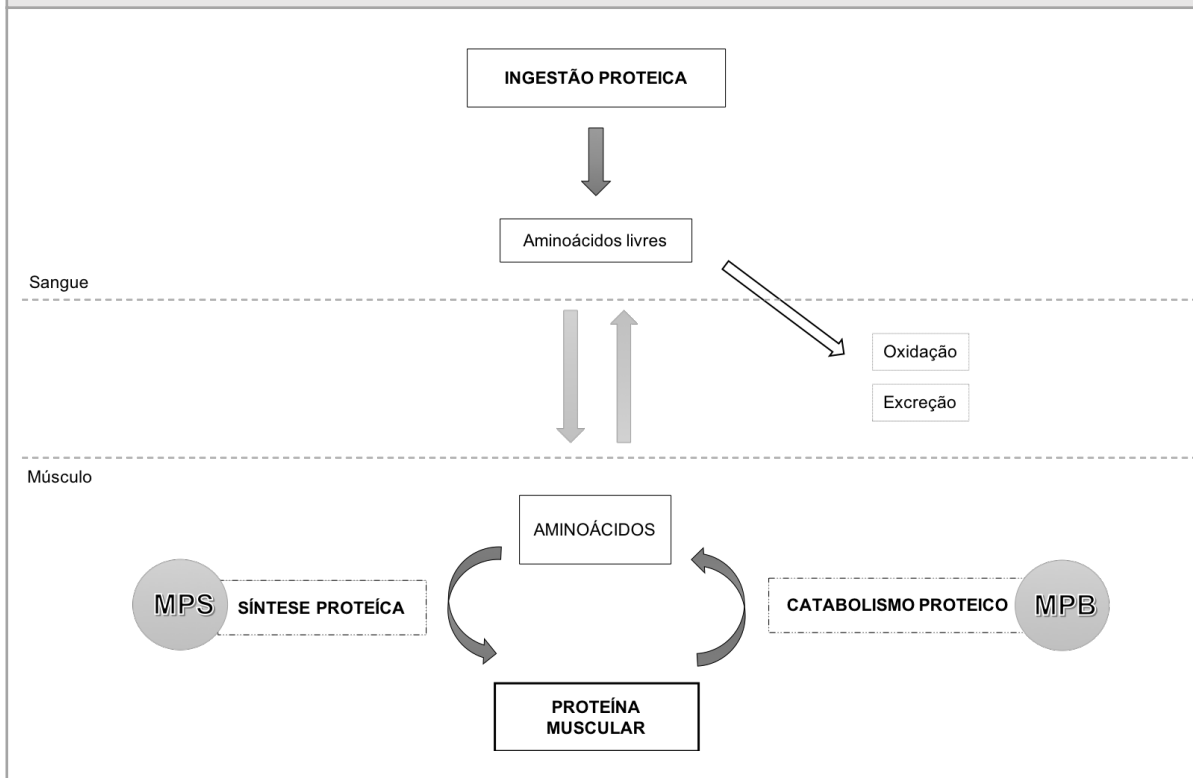 INGESTÃO PROTEICA
Aminoácidos livres
Sangue
Oxidação
Excreção
Músculo
AMINOÁCIDOS
MPS
SÍNTESE PROTEÍCA
CATABOLISMO PROTEICO
MPB
PROTEÍNA
MUSCULAR